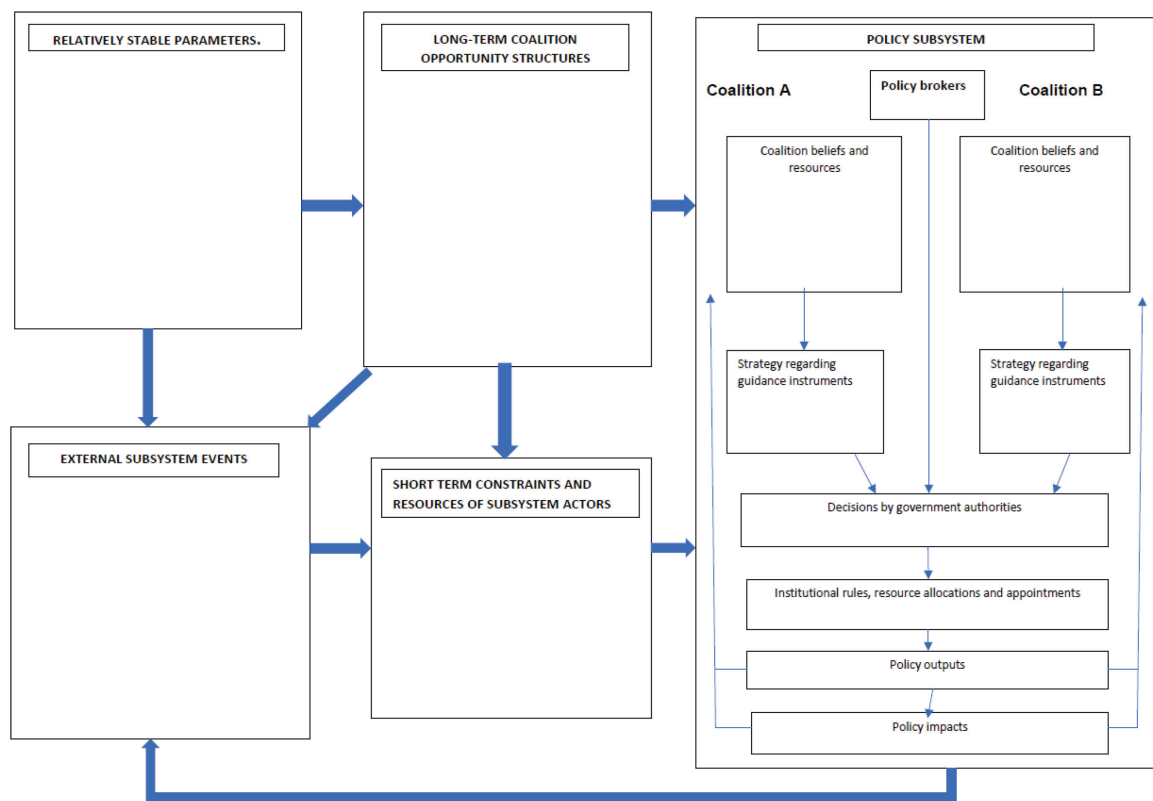 RELATIVELY STABLE PARAMETERS.
LONG-TERM COALITION
OPPORTUNITY STRUCTURES
POLICY SUBSYSTEM
Coalition A
Policy brokers
Coalition B
Coalition beliefs and
resources
Coalition beliefs and
resources
Strategy regarding
guidance instruments
Strategy regarding
guidance instruments
EXTERNAL SUBSYSTEM EVENTS
SHORT TERM CONSTRAINTS AND
RESOURCES OF SUBSYSTEM ACTORS
Decisions by government authorities
Institutional rules, resource allocations and appointments
Policy outputs
Policy impacts